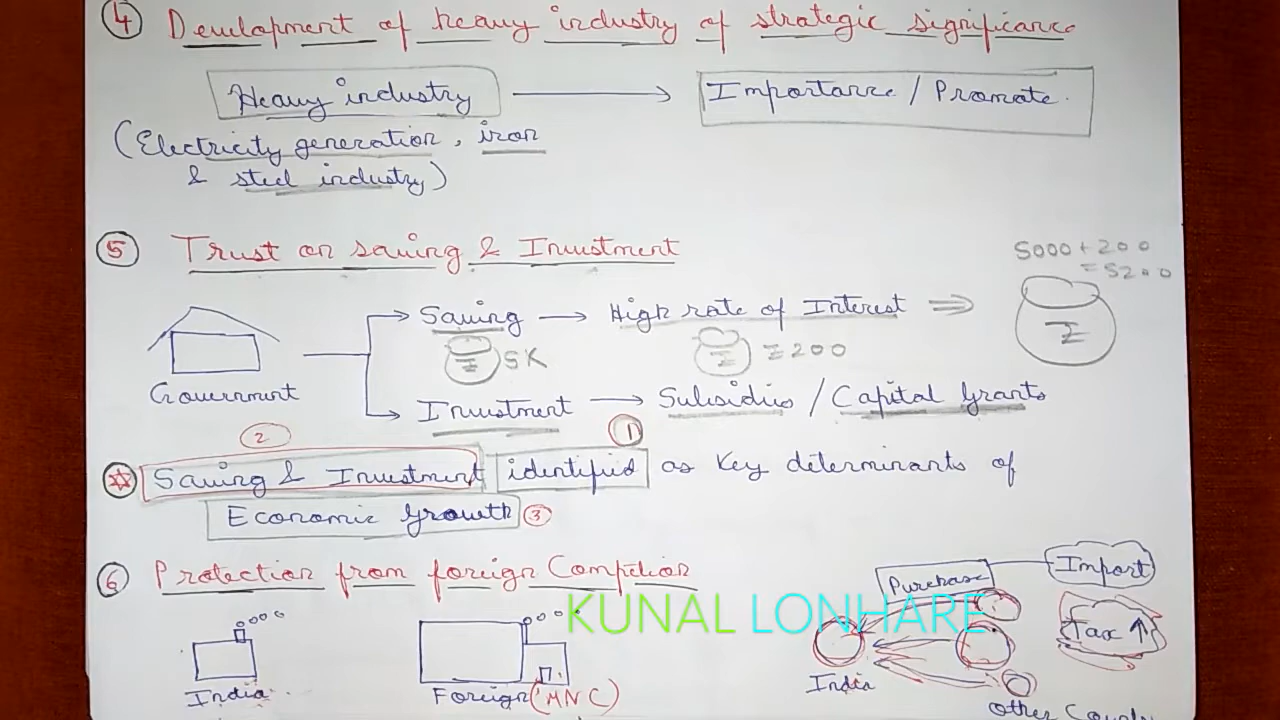 4 Development of heavy industry of strategic significance
Heavy industry → Importance / Promote.
(Electricity generation, iron
& steel industry)
5 Trust on saving & Investment
5000 + 200
= 5200
Saving → High rate of Interest ⇒
₹ 5K ₹ ₹200 ₹
Government
Investment → Subsidies / Capital Grants
2 1
Saving & Investment identified as key determinants of
Economic Growth 3
6 Protection from foreign Compition
Purchase Import
KUNAL LONHARE
Tax ↑
India Foreign (MNC) India